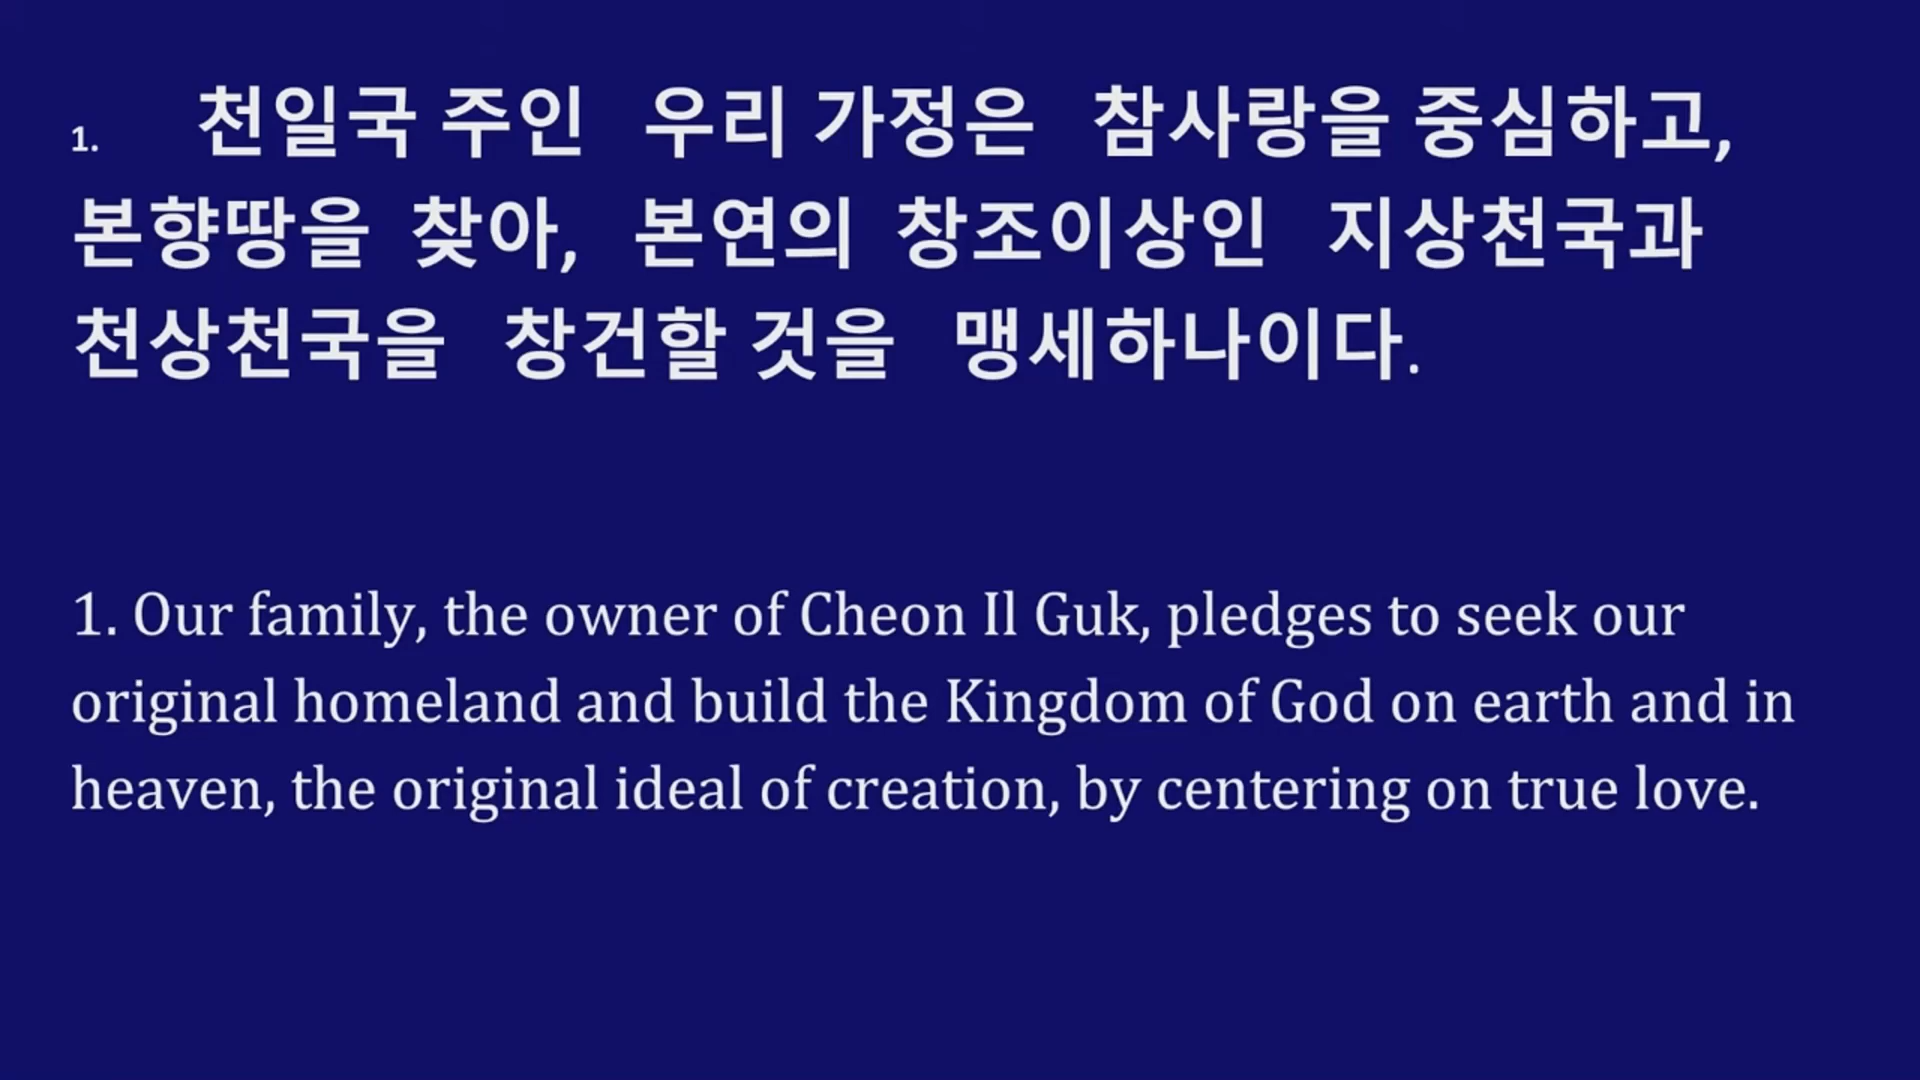 1. 천일국 주인 우리 가정은 참사랑을 중심하고,
본향땅을 찾아, 본연의 창조이상인 지상천국과
천상천국을 창건할 것을 맹세하나이다.
1. Our family, the owner of Cheon Il Guk, pledges to seek our
original homeland and build the Kingdom of God on earth and in
heaven, the original ideal of creation, by centering on true love.